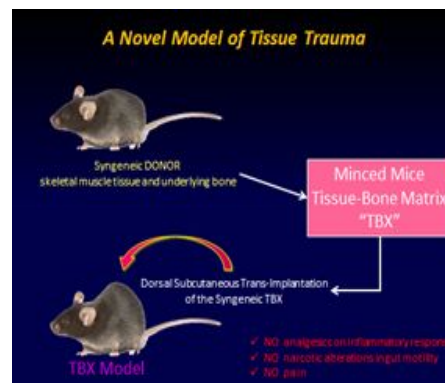 A Novel Model of Tissue Trauma
Syngeneic DONOR
skeletal muscle tissue and underlying bone
Minced Mice
Tissue-Bone Matrix
"TBX"
Dorsal Subcutaneous Trans-Implantation
of the Syngeneic TBX
TBX Model
✓ NO analgesics on inflammatory respon
✓ NO narcotic alterations in gut motility
✓ NO pain